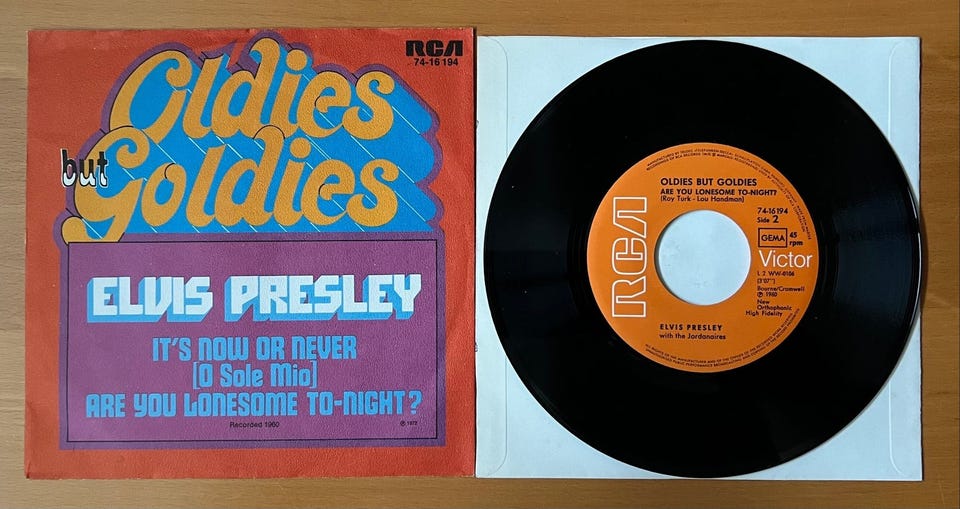 RCA
74-16 194
Oldies
but
Goldies
ELVIS PRESLEY
IT'S NOW OR NEVER
[O Sole Mio]
ARE YOU LONESOME TO-NIGHT?
Recorded 1960
℗ 1972
OLDIES BUT GOLDIES
ARE YOU LONESOME TO-NIGHT?
(Roy Turk - Lou Handman)
74-16194
Side 2
GEMA
45
rpm
RCA
Victor
L 2 WW-0106
(3'07")
Bourne/Cromwell
℗ 1960
New
Orthophonic
High Fidelity
ELVIS PRESLEY
with the Jordanaires